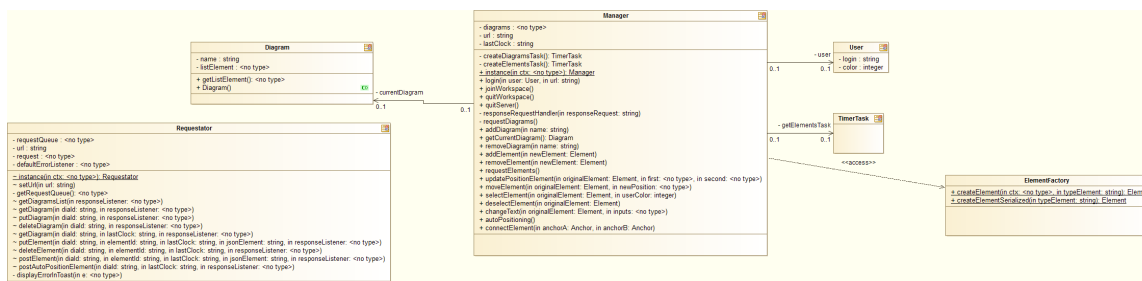 Manager
- diagrams : <no type>
- url : string
- lastClock : string
- createDiagramsTask(): TimerTask
- createElementsTask(): TimerTask
+ instance(in ctx: <no type>): Manager
+ login(in user: User, in url: string)
+ joinWorkspace()
+ quitWorkspace()
+ quitServer()
- responseRequestHandler(in responseRequest: string)
- requestDiagrams()
+ addDiagram(in name: string)
+ getCurrentDiagram(): Diagram
+ removeDiagram(in name: string)
+ addElement(in newElement: Element)
+ removeElement(in newElement: Element)
+ requestElements()
+ updatePositionElement(in originalElement: Element, in first: <no type>, in second: <no type>)
+ moveElement(in originalElement: Element, in newPosition: <no type>)
+ selectElement(in originalElement: Element, in userColor: integer)
+ deselectElement(in originalElement: Element)
+ changeText(in originalElement: Element, in inputs: <no type>)
+ autoPositioning()
+ connectElement(in anchorA: Anchor, in anchorB: Anchor)
Diagram
- name : string
- listElement : <no type>
+ getListElement(): <no type>
+ Diagram()
- currentDiagram
0..1
0..1
User
- login : string
- color : integer
- user
0..1
0..1
TimerTask
- getElementsTask
0..1
0..1
<<access>>
ElementFactory
+ createElement(in ctx: <no type>, in typeElement: string): Elem
+ createElementSerialized(in typeElement: string): Element
Requestator
- requestQueue : <no type>
- url : string
- request : <no type>
- defaultErrorListener : <no type>
~ instance(in ctx: <no type>): Requestator
~ setUrl(in url: string)
- getRequestQueue(): <no type>
~ getDiagramsList(in responseListener: <no type>)
~ getDiagram(in diaId: string, in responseListener: <no type>)
~ putDiagram(in diaId: string, in responseListener: <no type>)
~ deleteDiagram(in diaId: string, in responseListener: <no type>)
~ getDiagram(in diaId: string, in lastClock: string, in responseListener: <no type>)
~ putElement(in diaId: string, in elementId: string, in lastClock: string, in jsonElement: string, in responseListener: <no type>)
~ deleteElement(in diaId: string, in elementId: string, in lastClock: string, in responseListener: <no type>)
~ postElement(in diaId: string, in elementId: string, in lastClock: string, in jsonElement: string, in responseListener: <no type>)
~ postAutoPositionElement(in diaId: string, in lastClock: string, in responseListener: <no type>)
- displayErrorInToast(in e: <no type>)